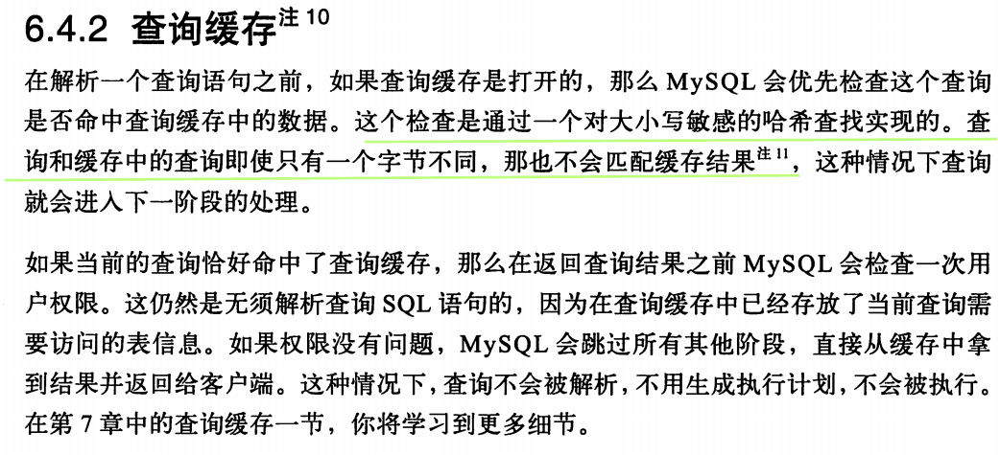 6.4.2 查询缓存注 10
在解析一个查询语句之前，如果查询缓存是打开的，那么 MySQL 会优先检查这个查询
是否命中查询缓存中的数据。这个检查是通过一个对大小写敏感的哈希查找实现的。查
询和缓存中的查询即使只有一个字节不同，那也不会匹配缓存结果注 11，这种情况下查询
就会进入下一阶段的处理。
如果当前的查询恰好命中了查询缓存，那么在返回查询结果之前 MySQL 会检查一次用
户权限。这仍然是无须解析查询 SQL 语句的，因为在查询缓存中已经存放了当前查询需
要访问的表信息。如果权限没有问题，MySQL 会跳过所有其他阶段，直接从缓存中拿
到结果并返回给客户端。这种情况下，查询不会被解析，不用生成执行计划，不会被执行。
在第 7 章中的查询缓存一节，你将学习到更多细节。